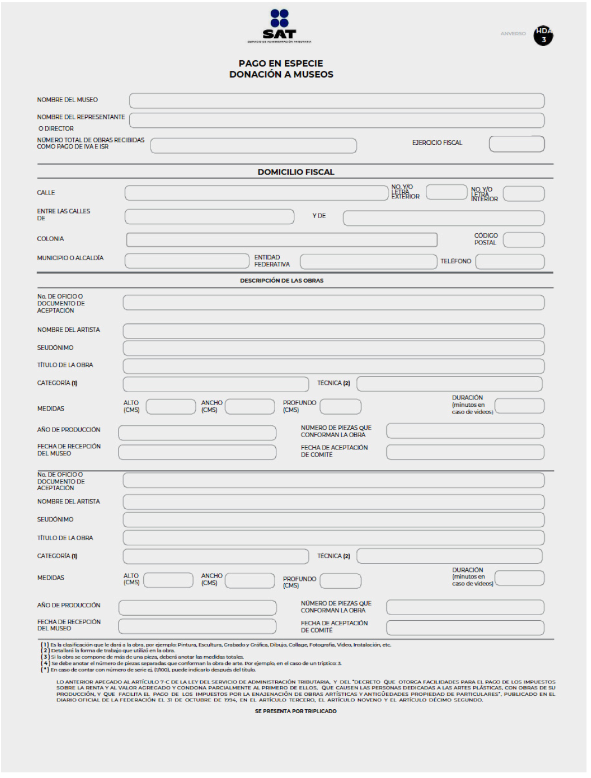 SAT
SERVICIO DE ADMINISTRACIÓN TRIBUTARIA
ANVERSO
HDA
3
PAGO EN ESPECIE
DONACIÓN A MUSEOS
NOMBRE DEL MUSEO
NOMBRE DEL REPRESENTANTE
O DIRECTOR
NÚMERO TOTAL DE OBRAS RECIBIDAS
COMO PAGO DE IVA E ISR
EJERCICIO FISCAL
DOMICILIO FISCAL
CALLE
NO. Y/O
LETRA
EXTERIOR
NO. Y/O
LETRA
INTERIOR
ENTRE LAS CALLES
DE
Y DE
COLONIA
CÓDIGO
POSTAL
MUNICIPIO O ALCALDÍA
ENTIDAD
FEDERATIVA
TELÉFONO
DESCRIPCIÓN DE LAS OBRAS
No. DE OFICIO O
DOCUMENTO DE
ACEPTACIÓN
NOMBRE DEL ARTISTA
SEUDÓNIMO
TÍTULO DE LA OBRA
CATEGORÍA (1)
TÉCNICA (2)
MEDIDAS
ALTO
(CMS)
ANCHO
(CMS)
PROFUNDO
(CMS)
DURACIÓN
(minutos en
caso de videos)
AÑO DE PRODUCCIÓN
NÚMERO DE PIEZAS QUE
CONFORMAN LA OBRA
FECHA DE RECEPCIÓN
DEL MUSEO
FECHA DE ACEPTACIÓN
DE COMITÉ
No. DE OFICIO O
DOCUMENTO DE
ACEPTACIÓN
NOMBRE DEL ARTISTA
SEUDÓNIMO
TÍTULO DE LA OBRA
CATEGORÍA (1)
TÉCNICA (2)
MEDIDAS
ALTO
(CMS)
ANCHO
(CMS)
PROFUNDO
(CMS)
DURACIÓN
(minutos en
caso de videos)
AÑO DE PRODUCCIÓN
NÚMERO DE PIEZAS QUE
CONFORMAN LA OBRA
FECHA DE RECEPCIÓN
DEL MUSEO
FECHA DE ACEPTACIÓN
DE COMITÉ
( 1 ) Es la clasificación que le dará a la obra, por ejemplo: Pintura, Escultura, Grabado y Gráfica, Dibujo, Collage, Fotografía, Video, Instalación, etc.
( 2 ) Detallará la forma de trabajo que utilizó en la obra.
( 3 ) Si la obra se compone de más de una pieza, deberá anotar las medidas totales.
( 4 ) Se debe anotar el número de piezas separadas que conforman la obra de arte. Por ejemplo, en el caso de un tríptico: 3.
( * ) En caso de contar con número de serie ej. (1/100), puede indicarlo después del título.
LO ANTERIOR APEGADO AL ARTÍCULO 7-C DE LA LEY DEL SERVICIO DE ADMINISTRACIÓN TRIBUTARIA, Y DEL "DECRETO QUE OTORGA FACILIDADES PARA EL PAGO DE LOS IMPUESTOS
SOBRE LA RENTA Y AL VALOR AGREGADO Y CONDONA PARCIALMENTE AL PRIMERO DE ELLOS, QUE CAUSEN LAS PERSONAS DEDICADAS A LAS ARTES PLÁSTICAS, CON OBRAS DE SU
PRODUCCIÓN, Y QUE FACILITA EL PAGO DE LOS IMPUESTOS POR LA ENAJENACIÓN DE OBRAS ARTÍSTICAS Y ANTIGÜEDADES PROPIEDAD DE PARTICULARES". PUBLICADO EN EL
DIARIO OFICIAL DE LA FEDERACIÓN EL 31 DE OCTUBRE DE 1994, EN EL ARTÍCULO TERCERO, EL ARTÍCULO NOVENO Y EL ARTÍCULO DÉCIMO SEGUNDO.
SE PRESENTA POR TRIPLICADO